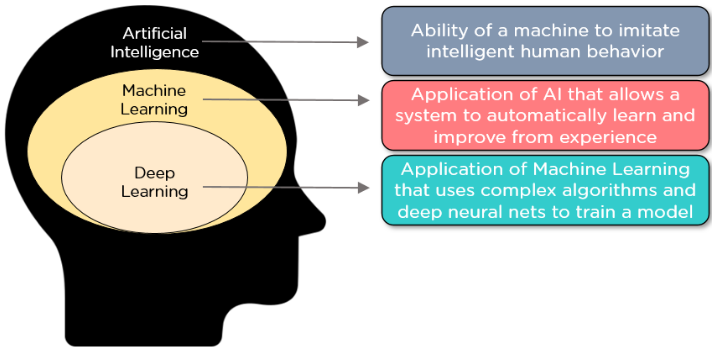 Artificial
Intelligence
Ability of a machine to imitate
intelligent human behavior
Machine
Learning
Application of AI that allows a
system to automatically learn and
improve from experience
Deep
Learning
Application of Machine Learning
that uses complex algorithms and
deep neural nets to train a model